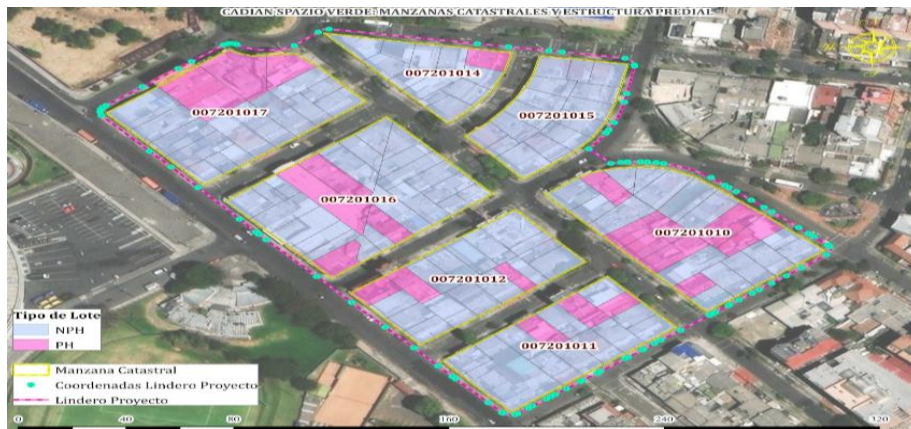 CADIAN SPAZIO VERDE: MANZANAS CATASTRALES Y ESTRUCTURA PREDIAL
007201014
007201017
007201015
007201016
007201010
007201012
007201011
Tipo de Lote
NPH
PH
Manzana Catastral
Coordenadas Lindero Proyecto
Lindero Proyecto
0 40 80 160 240 320